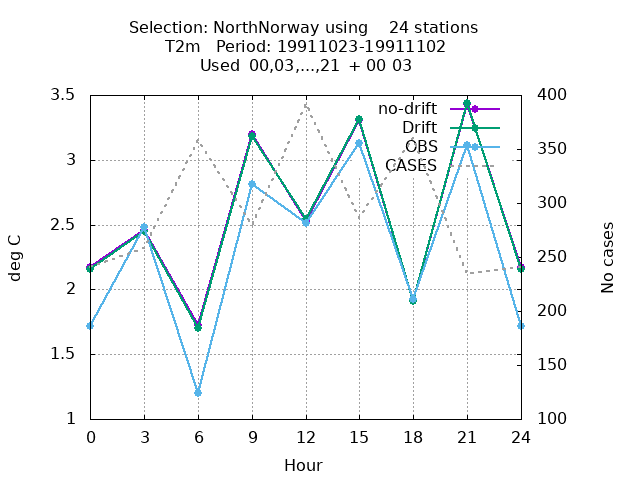 Selection: NorthNorway using 24 stations
T2m Period: 19911023-19911102
Used 00,03,...,21 + 00 03
3.5
3
2.5
2
1.5
1
deg C
400
350
300
250
200
150
100
No cases
no-drift
Drift
OBS
CASES
0 3 6 9 12 15 18 21 24
Hour